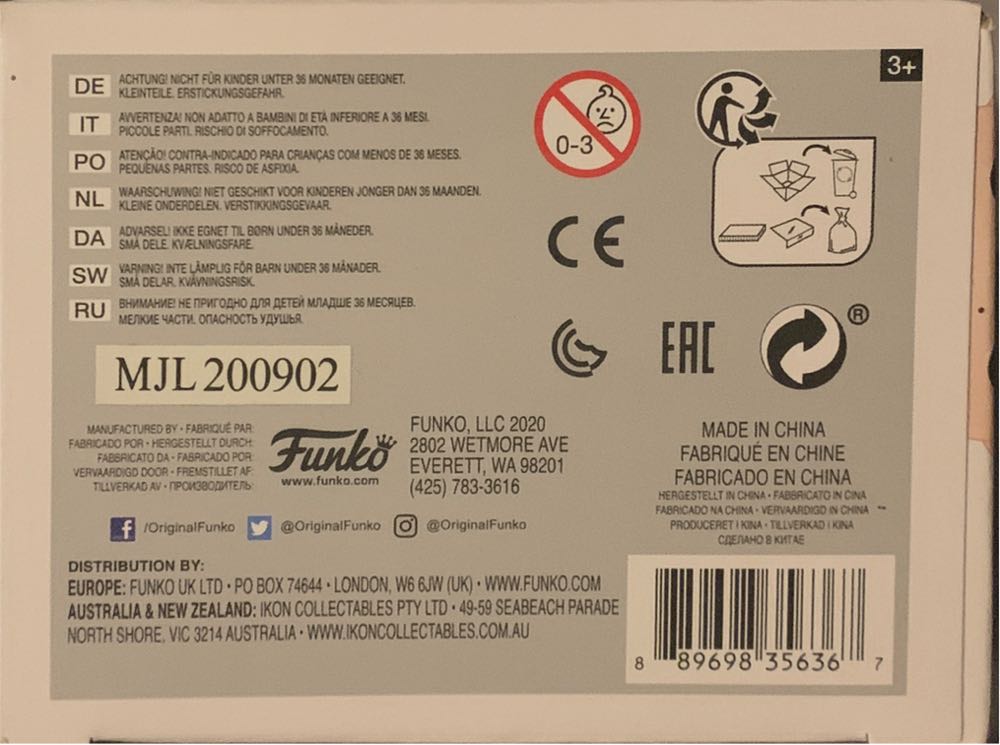 3+
DE ACHTUNG! NICHT FÜR KINDER UNTER 36 MONATEN GEEIGNET.
KLEINTEILE. ERSTICKUNGSGEFAHR.
IT AVVERTENZA! NON ADATTO A BAMBINI DI ETÀ INFERIORE A 36 MESI.
PICCOLE PARTI. RISCHIO DI SOFFOCAMENTO.
PO ATENÇÃO! CONTRA-INDICADO PARA CRIANÇAS COM MENOS DE 36 MESES.
PEQUENAS PARTES. RISCO DE ASFIXIA.
NL WAARSCHUWING! NIET GESCHIKT VOOR KINDEREN JONGER DAN 36 MAANDEN.
KLEINE ONDERDELEN. VERSTIKKINGSGEVAAR.
DA ADVARSEL! IKKE EGNET TIL BØRN UNDER 36 MÅNEDER.
SMÅ DELE. KVÆLNINGSFARE.
SW VARNING! INTE LÄMPLIG FÖR BARN UNDER 36 MÅNADER.
SMÅ DELAR. KVÄVNINGSRISK.
RU ВНИМАНИЕ! НЕ ПРИГОДНО ДЛЯ ДЕТЕЙ МЛАДШЕ 36 МЕСЯЦЕВ.
МЕЛКИЕ ЧАСТИ. ОПАСНОСТЬ УДУШЬЯ.
0-3
CE
EAC
®
MJL 200902
MANUFACTURED BY • FABRIQUÉ PAR:
FABRICADO POR • HERGESTELLT DURCH:
FABBRICATO DA • FABRICADO POR:
VERVAARDIGD DOOR • FREMSTILLET AF:
TILLVERKAD AV • ПРОИЗВОДИТЕЛЬ:
Funko
www.funko.com
FUNKO, LLC 2020
2802 WETMORE AVE
EVERETT, WA 98201
(425) 783-3616
MADE IN CHINA
FABRIQUÉ EN CHINE
FABRICADO EN CHINA
HERGESTELLT IN CHINA • FABBRICATO IN CINA
FABRICADO NA CHINA • VERVAARDIGD IN CHINA
PRODUCERET I KINA • TILLVERKAD I KINA
СДЕЛАНО В КИТАЕ
f /OriginalFunko @OriginalFunko @OriginalFunko
DISTRIBUTION BY:
EUROPE: FUNKO UK LTD • PO BOX 74644 • LONDON, W6 6JW (UK) • WWW.FUNKO.COM
AUSTRALIA & NEW ZEALAND: IKON COLLECTABLES PTY LTD • 49-59 SEABEACH PARADE
NORTH SHORE, VIC 3214 AUSTRALIA • WWW.IKONCOLLECTABLES.COM.AU
8 89698 35636 7